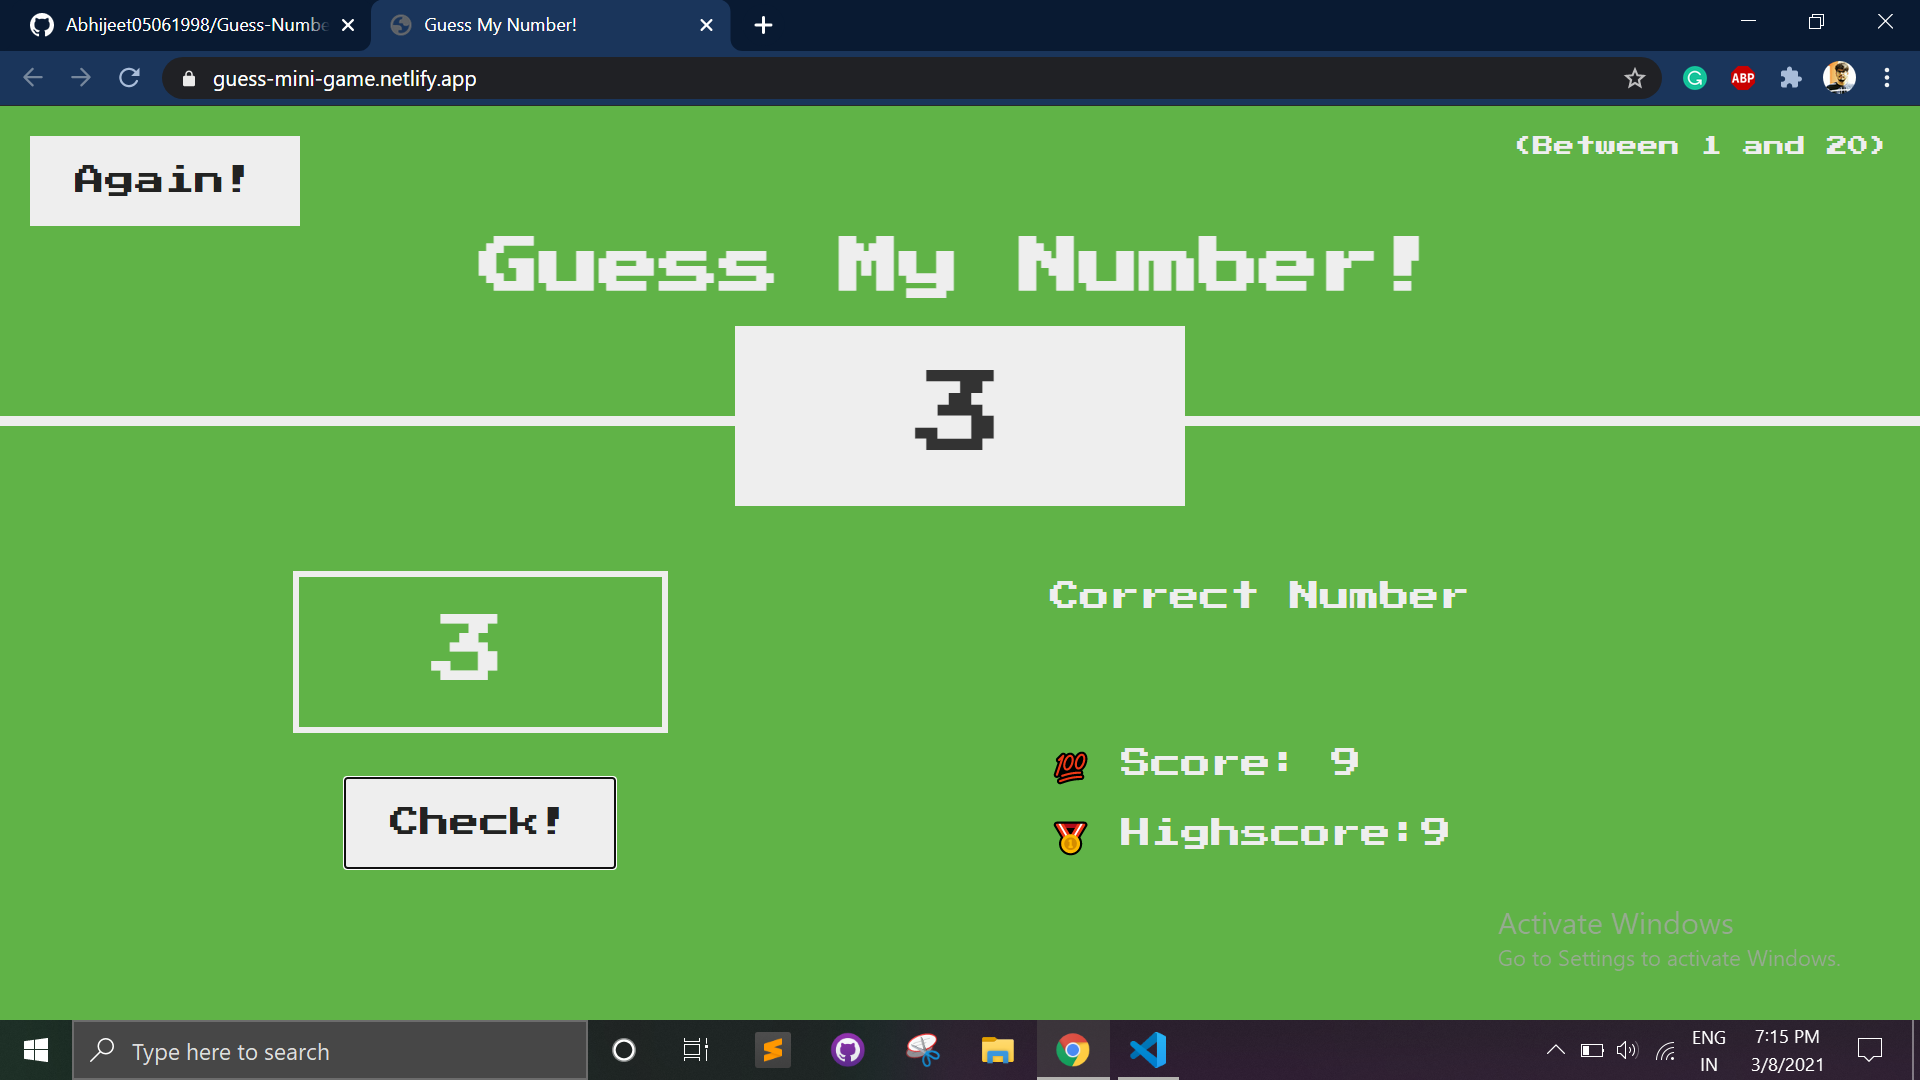 Abhijeet05061998/Guess-Numbe
Guess My Number!
guess-mini-game.netlify.app
ABP
Again!
(Between 1 and 20)
Guess My Number!
3
3
Correct Number
Check!
💯 Score: 9
🥇 Highscore:9
Activate Windows
Go to Settings to activate Windows.
Type here to search
ENG
IN
7:15 PM
3/8/2021